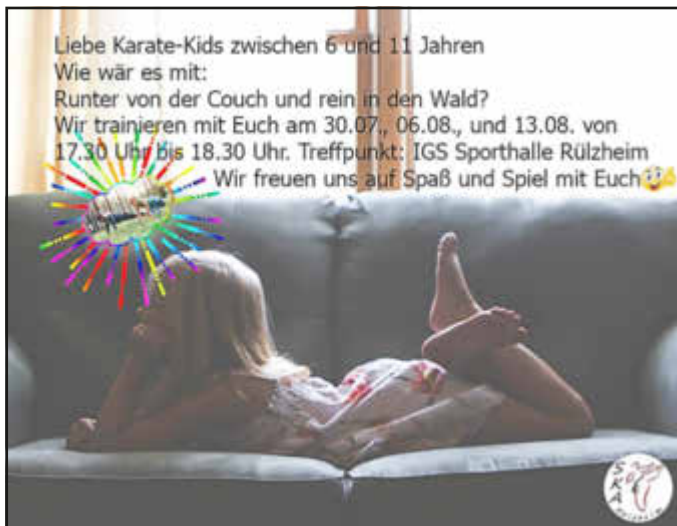 Liebe Karate-Kids zwischen 6 und 11 Jahren
Wie wär es mit:
Runter von der Couch und rein in den Wald?
Wir trainieren mit Euch am 30.07., 06.08., und 13.08. von
17.30 Uhr bis 18.30 Uhr. Treffpunkt: IGS Sporthalle Rülzheim
Wir freuen uns auf Spaß und Spiel mit Euch
SKA
Rülzheim